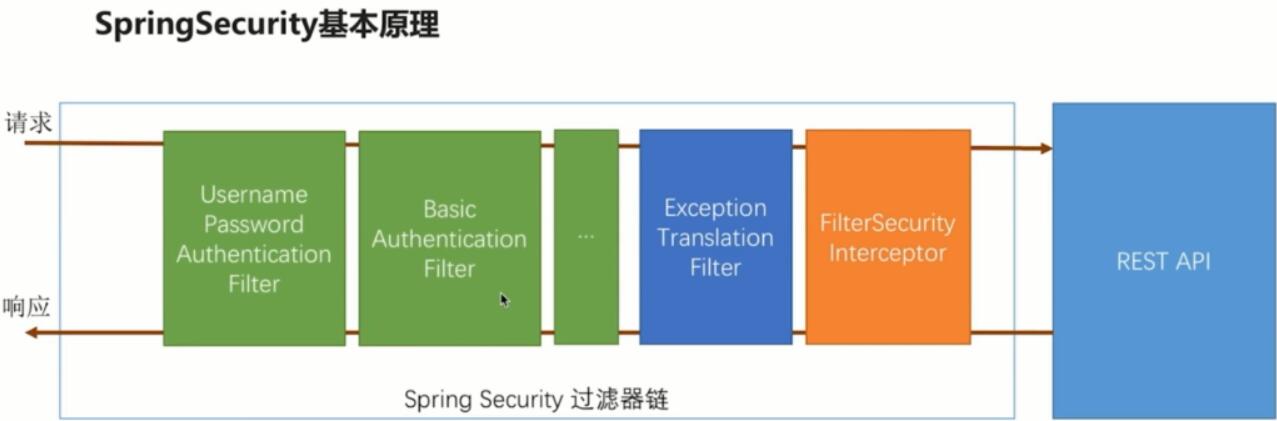 SpringSecurity基本原理
请求
Username
Password
Authentication
Filter
Basic
Authentication
Filter
...
Exception
Translation
Filter
FilterSecurity
Interceptor
REST API
响应
Spring Security 过滤器链